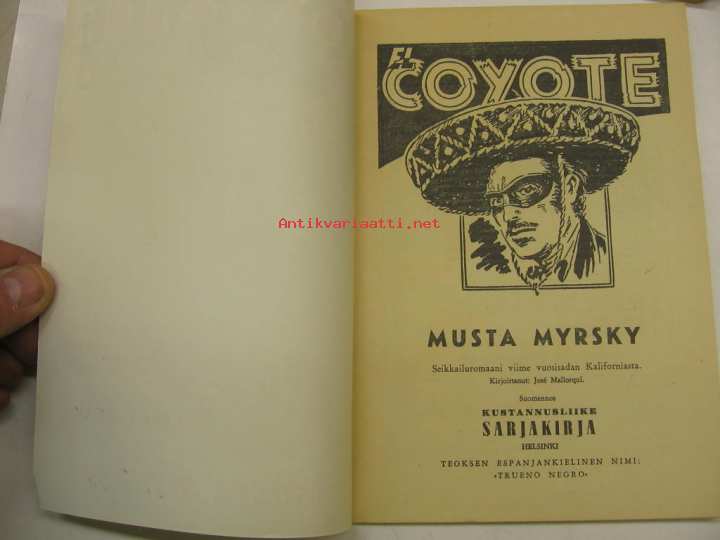 EL
COYOTE
Antikvariaatti.net
MUSTA MYRSKY
Seikkailuromaani viime vuosisadan Kaliforniasta.
Kirjoittanut: José Mallorqui.
Suomennos
KUSTANNUSLIIKE
SARJAKIRJA
HELSINKI
TEOKSEN ESPANJANKIELINEN NIMI:
«TRUENO NEGRO»